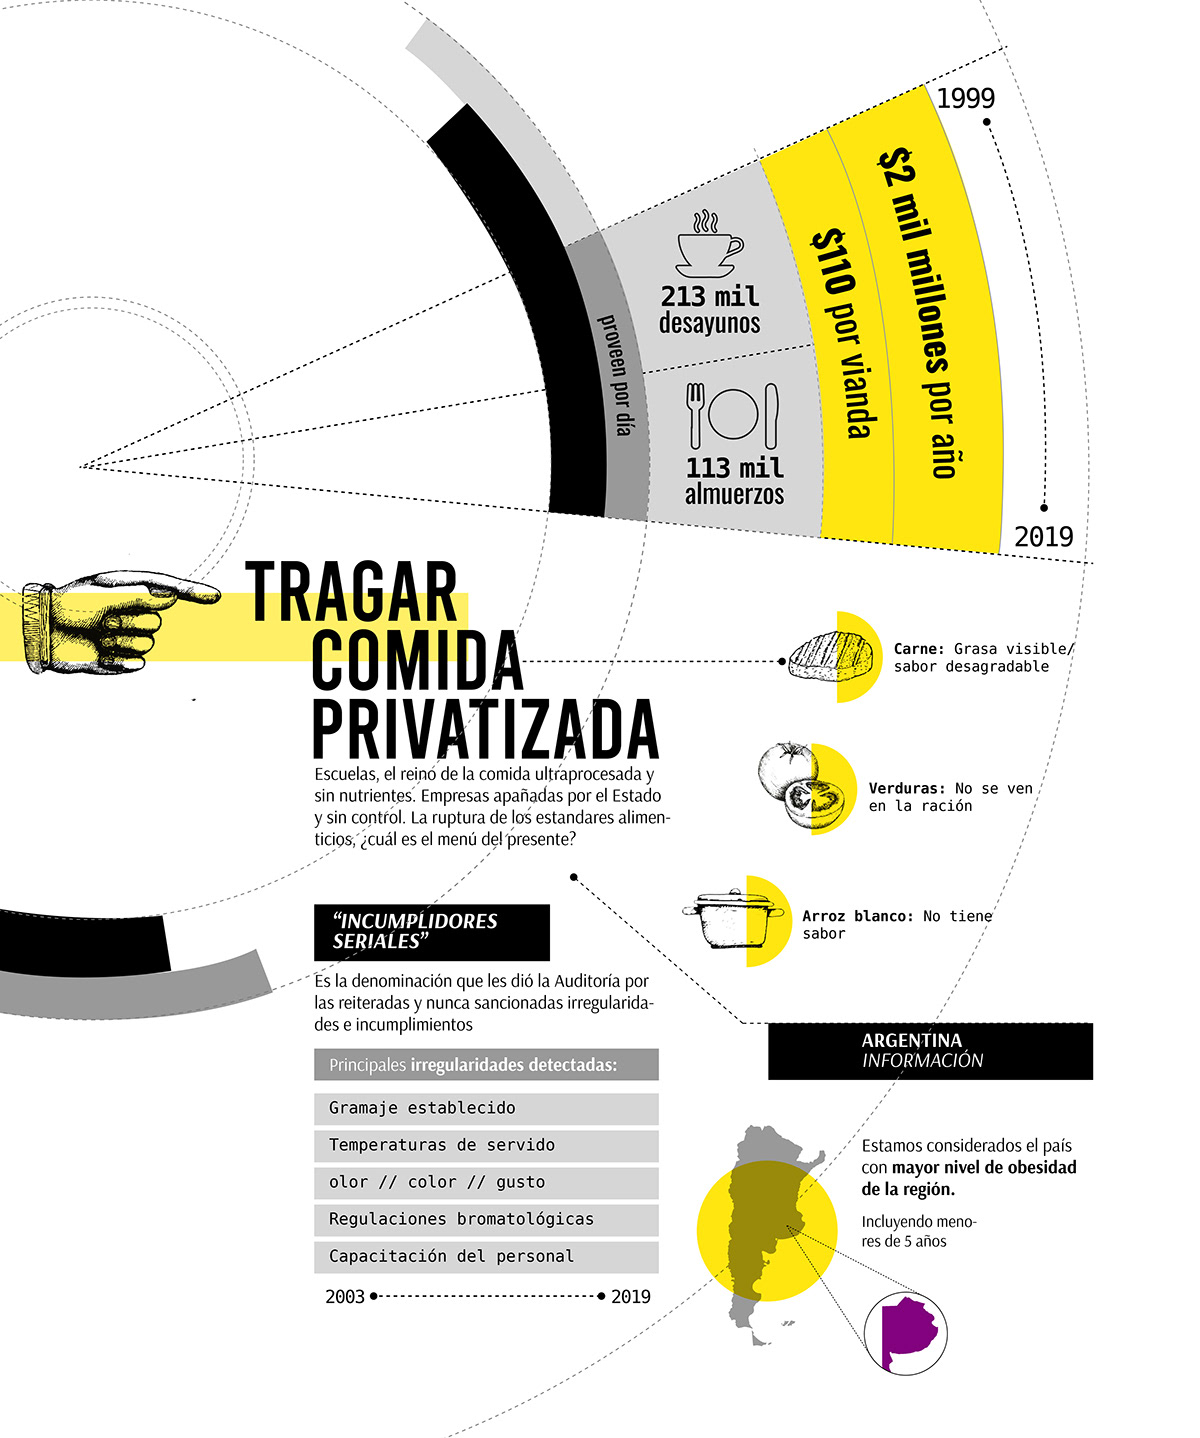 1999
$2 mil millones por año
$110 por vianda
213 mil
desayunos
proveen por día
113 mil
almuerzos
2019
TRAGAR
COMIDA
PRIVATIZADA
Escuelas, el reino de la comida ultraprocesada y
sin nutrientes. Empresas apañadas por el Estado
y sin control. La ruptura de los estandares alimen-
ticios, ¿cuál es el menú del presente?
Carne: Grasa visible/
sabor desagradable
Verduras: No se ven
en la ración
Arroz blanco: No tiene
sabor
“INCUMPLIDORES
SERIALES”
Es la denominación que les dió la Auditoría por
las reiteradas y nunca sancionadas irregularida-
des e incumplimientos
Principales irregularidades detectadas:
Gramaje establecido
Temperaturas de servido
olor // color // gusto
Regulaciones bromatológicas
Capacitación del personal
2003
2019
ARGENTINA
INFORMACIÓN
Estamos considerados el país
con mayor nivel de obesidad
de la región.
Incluyendo meno-
res de 5 años